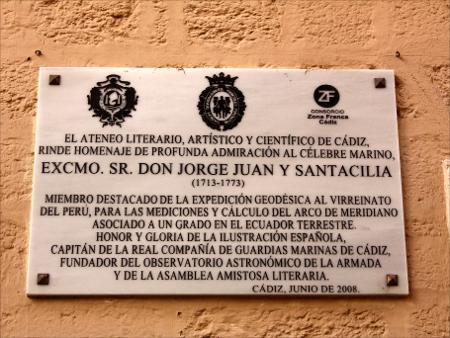 ZF
CONSORCIO
Zona Franca
Cádiz
EL ATENEO LITERARIO, ARTÍSTICO Y CIENTÍFICO DE CÁDIZ,
RINDE HOMENAJE DE PROFUNDA ADMIRACIÓN AL CÉLEBRE MARINO,
EXCMO. SR. DON JORGE JUAN Y SANTACILIA
(1713-1773)
MIEMBRO DESTACADO DE LA EXPEDICIÓN GEODÉSICA AL VIRREINATO
DEL PERÚ, PARA LAS MEDICIONES Y CÁLCULO DEL ARCO DE MERIDIANO
ASOCIADO A UN GRADO EN EL ECUADOR TERRESTRE.
HONOR Y GLORIA DE LA ILUSTRACIÓN ESPAÑOLA,
CAPITÁN DE LA REAL COMPAÑÍA DE GUARDIAS MARINAS DE CÁDIZ,
FUNDADOR DEL OBSERVATORIO ASTRONÓMICO DE LA ARMADA
Y DE LA ASAMBLEA AMISTOSA LITERARIA.
CÁDIZ, JUNIO DE 2008.